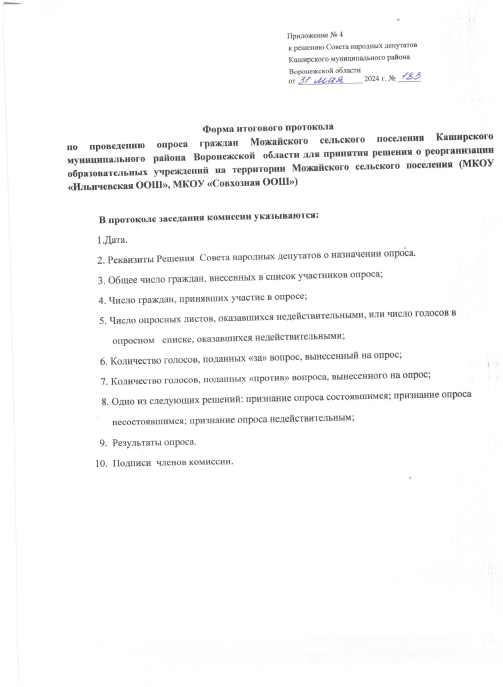 Приложение № 4
к решению Совета народных депутатов
Каширского муниципального района
Воронежской области
от 31 мая 2024 г. № 133
Форма итогового протокола
по проведению опроса граждан Можайского сельского поселения Каширского
муниципального района Воронежской области для принятия решения о реорганизации
образовательных учреждений на территории Можайского сельского поселения (МКОУ
«Ильичевская ООШ», МКОУ «Совхозная ООШ»)
В протоколе заседания комиссии указываются:
1.Дата.
2. Реквизиты Решения Совета народных депутатов о назначении опроса.
3. Общее число граждан, внесенных в список участников опроса;
4. Число граждан, принявших участие в опросе;
5. Число опросных листов, оказавшихся недействительными, или число голосов в
опросном списке, оказавшихся недействительными;
6. Количество голосов, поданных «за» вопрос, вынесенный на опрос;
7. Количество голосов, поданных «против» вопроса, вынесенного на опрос;
8. Одно из следующих решений: признание опроса состоявшимся; признание опроса
несостоявшимся; признание опроса недействительным;
9. Результаты опроса.
10. Подписи членов комиссии.